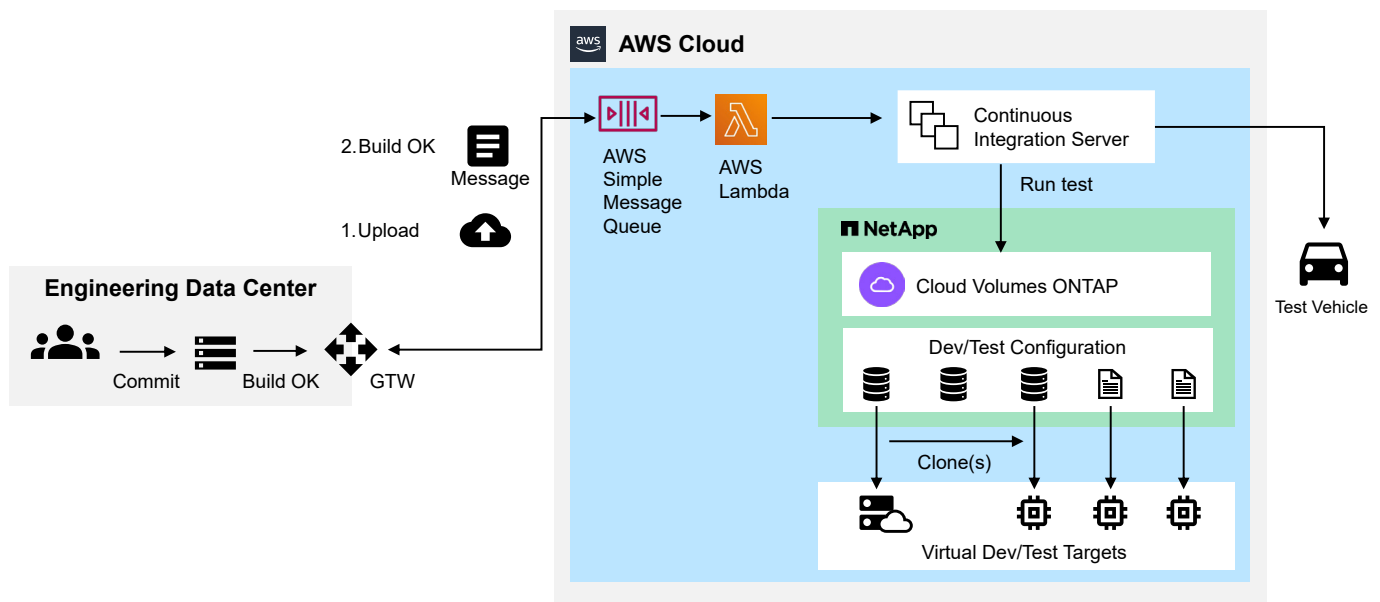 aws
AWS Cloud
2.Build OK
Message
1.Upload
Engineering Data Center
Commit
Build OK
GTW
AWS
Simple
Message
Queue
AWS
Lambda
Continuous
Integration Server
Run test
NetApp
Cloud Volumes ONTAP
Dev/Test Configuration
Clone(s)
Virtual Dev/Test Targets
Test Vehicle